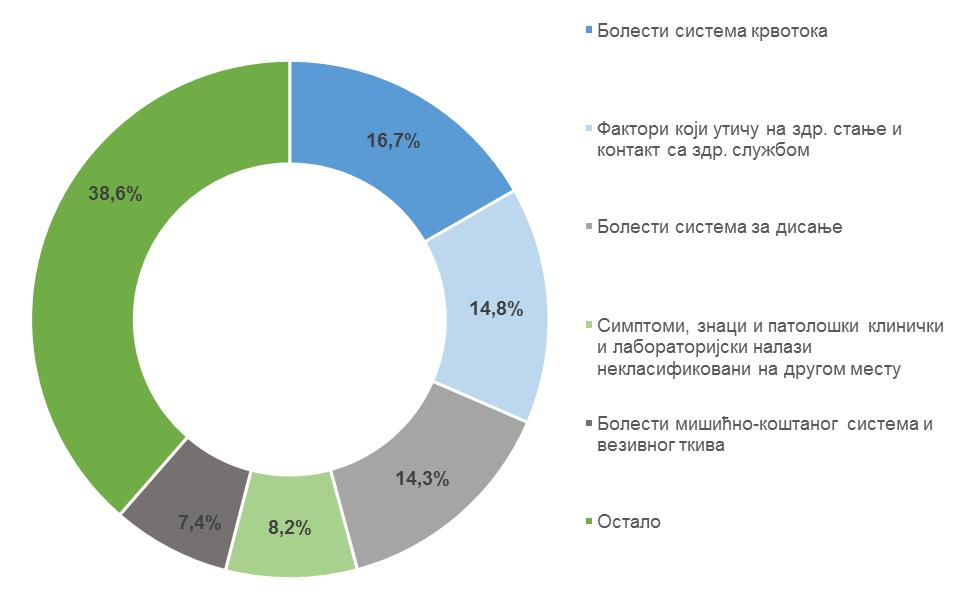 Болести система крвотока
16,7%
Фактори који утичу на здр. стање и
контакт са здр. службом
38,6%
Болести система за дисање
14,8%
Симптоми, знаци и патолошки клинички
и лабораторијски налази
некласификовани на другом месту
Болести мишићно-коштаног система и
везивног ткива
14,3%
7,4%
8,2%
Остало